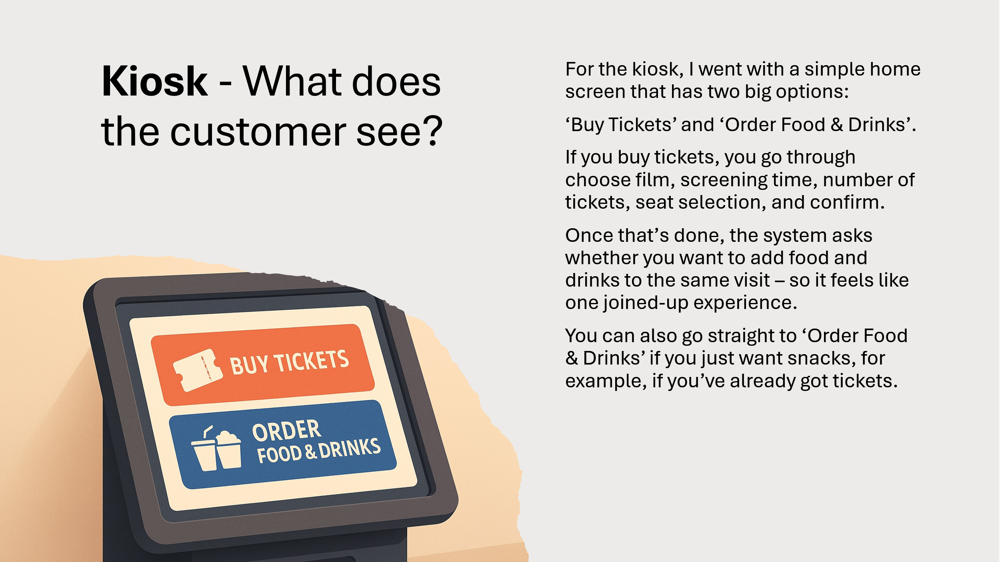 Kiosk - What does
the customer see?
For the kiosk, I went with a simple home
screen that has two big options:
‘Buy Tickets’ and ‘Order Food & Drinks’.
If you buy tickets, you go through
choose film, screening time, number of
tickets, seat selection, and confirm.
Once that’s done, the system asks
whether you want to add food and
drinks to the same visit – so it feels like
one joined-up experience.
You can also go straight to ‘Order Food
& Drinks’ if you just want snacks, for
example, if you’ve already got tickets.
BUY TICKETS
ORDER
FOOD & DRINKS